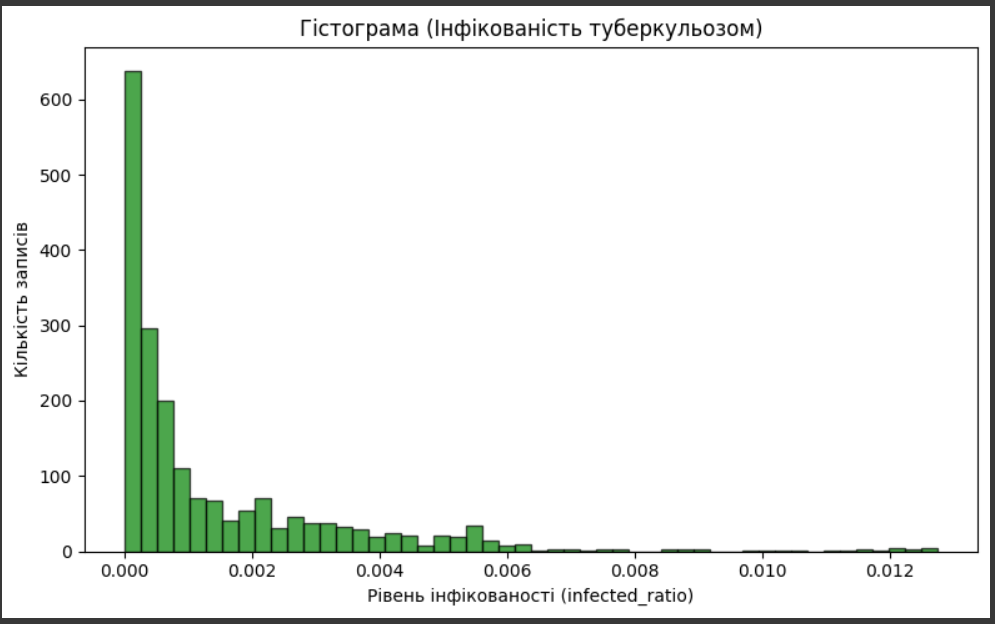 Гістограма (Інфікованість туберкульозом)
Кількість записів
600
500
400
300
200
100
0
0.000 0.002 0.004 0.006 0.008 0.010 0.012
Рівень інфікованості (infected_ratio)